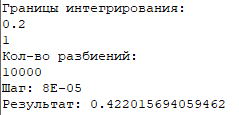 Границы интегрирования:
0.2
1
Кол-во разбиений:
10000
Шаг: 8E-05
Результат: 0.422015694059462